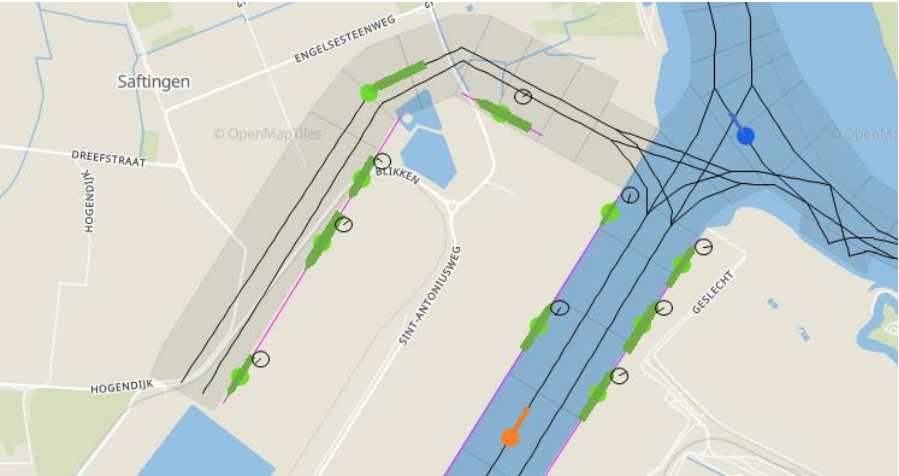 ENGELSESTEENWEG
Saftingen
© OpenMapTiles
© OpenMap
DREEFSTRAAT
BLIKKEN
HOGENDIJK
SINT-ANTONIUSWEG
GESLECHT
HOGENDIJK